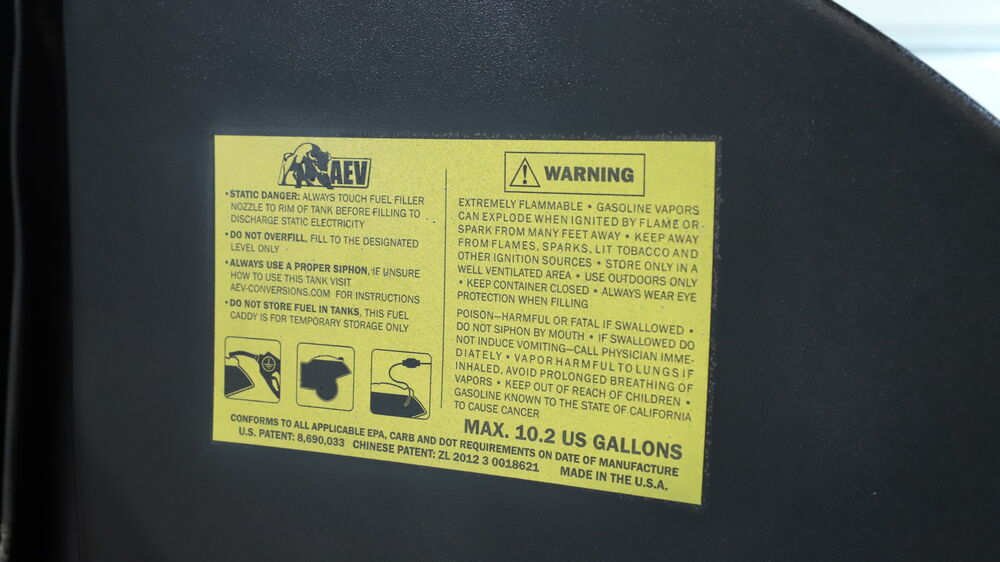 AEV
• STATIC DANGER: ALWAYS TOUCH FUEL FILLER
NOZZLE TO RIM OF TANK BEFORE FILLING TO
DISCHARGE STATIC ELECTRICITY
• DO NOT OVERFILL, FILL TO THE DESIGNATED
LEVEL ONLY
• ALWAYS USE A PROPER SIPHON, IF UNSURE
HOW TO USE THIS TANK VISIT
AEV-CONVERSIONS.COM FOR INSTRUCTIONS
• DO NOT STORE FUEL IN TANKS, THIS FUEL
CADDY IS FOR TEMPORARY STORAGE ONLY
WARNING
EXTREMELY FLAMMABLE • GASOLINE VAPORS
CAN EXPLODE WHEN IGNITED BY FLAME OR
SPARK FROM MANY FEET AWAY • KEEP AWAY
FROM FLAMES, SPARKS, LIT TOBACCO AND
OTHER IGNITION SOURCES • STORE ONLY IN A
WELL VENTILATED AREA • USE OUTDOORS ONLY
• KEEP CONTAINER CLOSED • ALWAYS WEAR EYE
PROTECTION WHEN FILLING
POISON—HARMFUL OR FATAL IF SWALLOWED •
DO NOT SIPHON BY MOUTH • IF SWALLOWED DO
NOT INDUCE VOMITING—CALL PHYSICIAN IMME-
DIATELY • VAPOR HARMFUL TO LUNGS IF
INHALED, AVOID PROLONGED BREATHING OF
VAPORS • KEEP OUT OF REACH OF CHILDREN •
GASOLINE KNOWN TO THE STATE OF CALIFORNIA
TO CAUSE CANCER
MAX. 10.2 US GALLONS
CONFORMS TO ALL APPLICABLE EPA, CARB AND DOT REQUIREMENTS ON DATE OF MANUFACTURE
U.S. PATENT: 8,690,033 CHINESE PATENT: ZL 2012 3 0018621 MADE IN THE U.S.A.